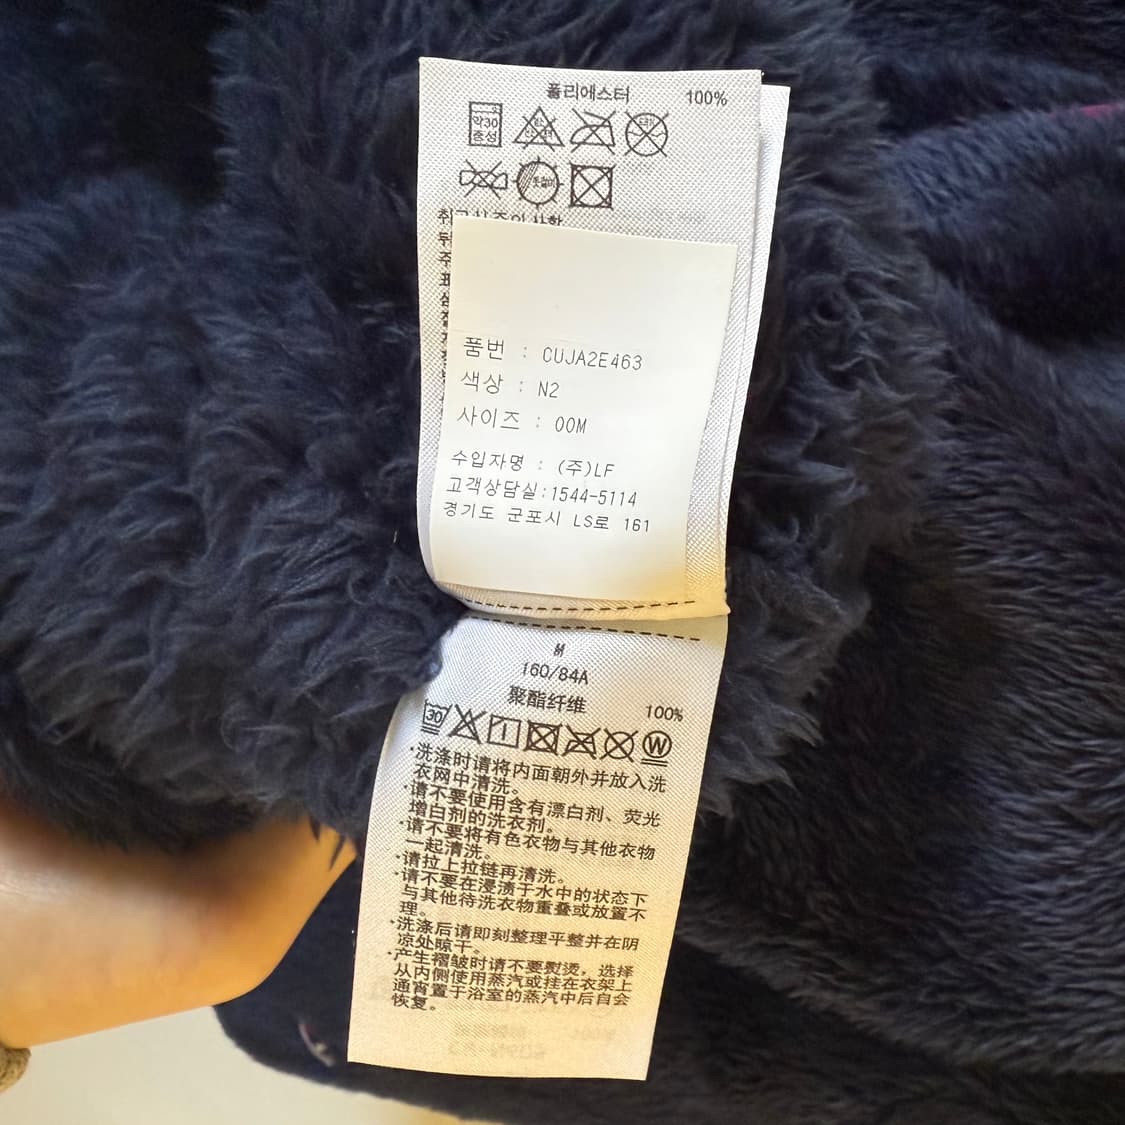 폴리에스터 100%
약30
중성
취급시 주의 사항
품번 : CUJA2E463
색상 : N2
사이즈 : 00M
수입자명 : (주)LF
고객상담실:1544-5114
경기도 군포시 LS로 161
M
160/84A
聚酯纤维 100%
30 W
·洗涤时请将内面朝外并放入洗
衣网中清洗。
·请不要使用含有漂白剂、荧光
增白剂的洗衣剂。
·请不要将有色衣物与其他衣物
一起清洗。
·请拉上拉链再清洗。
·请不要在浸渍于水中的状态下
与其他待洗衣物重叠或放置不
理。
·洗涤后请即刻整理平整并在阴
凉处晾干。
·产生褶皱时请不要熨烫，选择
从内侧使用蒸汽或挂在衣架上
通宵置于浴室的蒸汽中后自会
恢复。